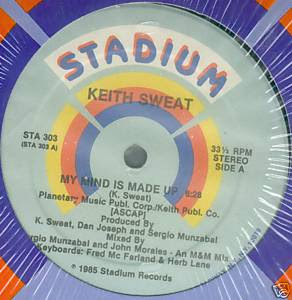 STADIUM
KEITH SWEAT
STA 303
(STA 303 A)
33⅓ RPM
STEREO
SIDE A
MY MIND IS MADE UP 6:28
(K. Sweat)
Planetary Music Publ. Corp./Keith Publ. Co.
[ASCAP]
Produced By
K. Sweat, Dan Joseph and Sergio Munzabal
Mixed By
Sergio Munzabal and John Morales - An M&M Mix
Keyboards: Fred Mc Farland & Herb Lane
© 1985 Stadium Records